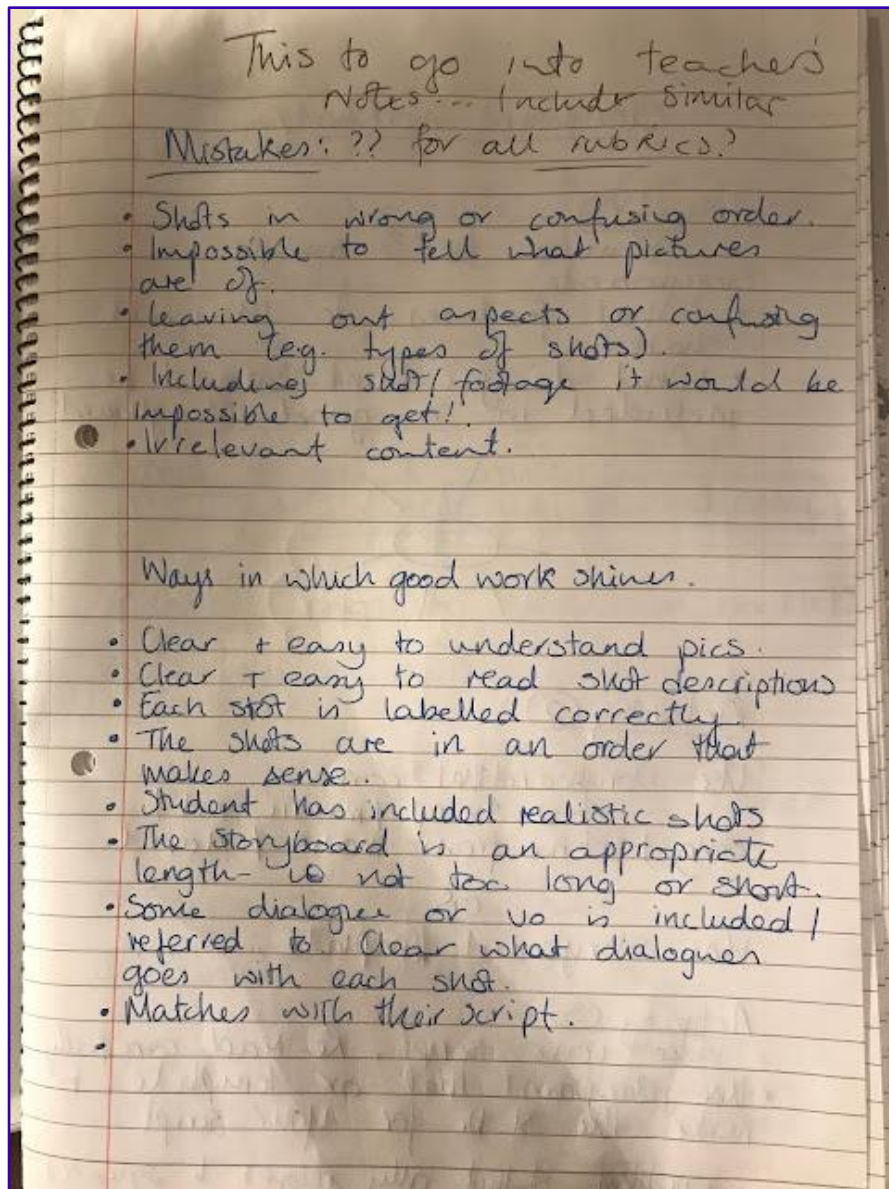 This to go into teachers
Notes... Include similar
Mistakes: ?? for all rubrics?
• Shots in wrong or confusing order.
• Impossible to tell what pictures
are of.
• Leaving out aspects or confusing
them (e.g. types of shots).
• Including shot/footage it would be
impossible to get!
• Irrelevant content.
Ways in which good work shines.
• Clear + easy to understand pics.
• Clear + easy to read shot descriptions
• Each shot is labelled correctly.
• The shots are in an order that
makes sense.
• Student has included realistic shots
• The storyboard is an appropriate
length- is not too long or short.
• Some dialogue or vo is included /
referred to Clear what dialogues
goes with each shot.
• Matches with their script.
•